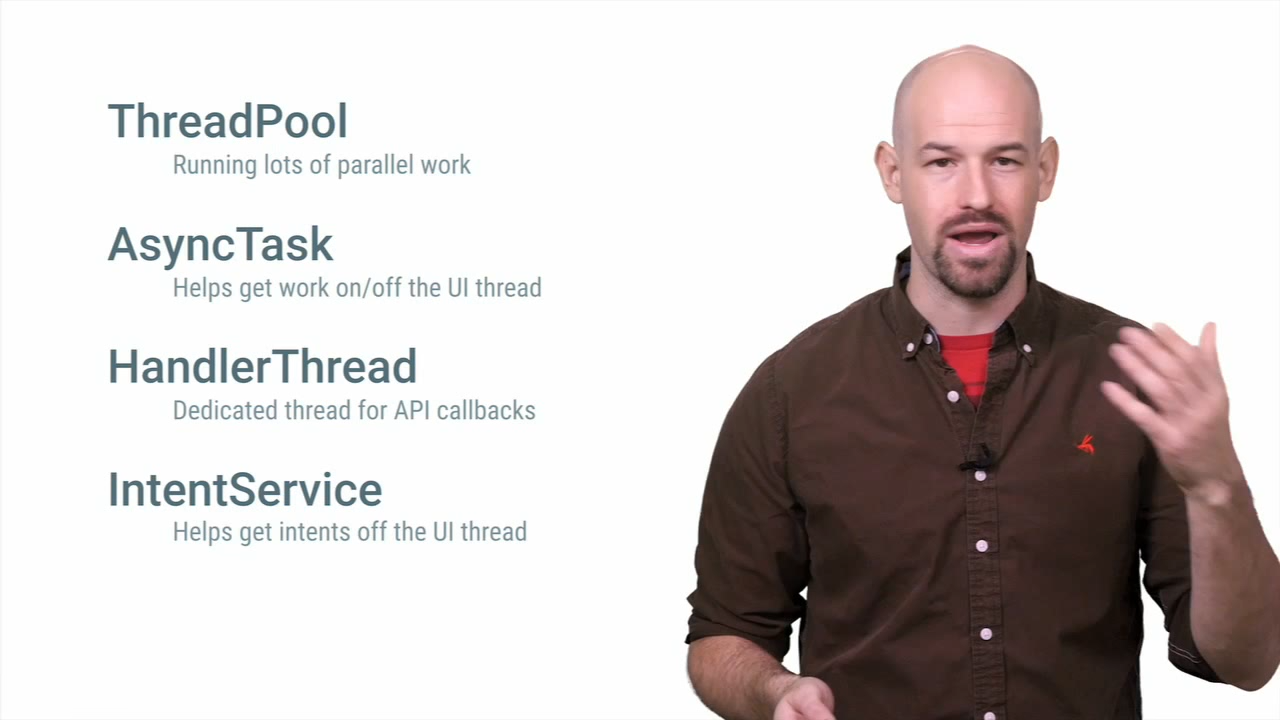 ThreadPool
Running lots of parallel work
AsyncTask
Helps get work on/off the UI thread
HandlerThread
Dedicated thread for API callbacks
IntentService
Helps get intents off the UI thread